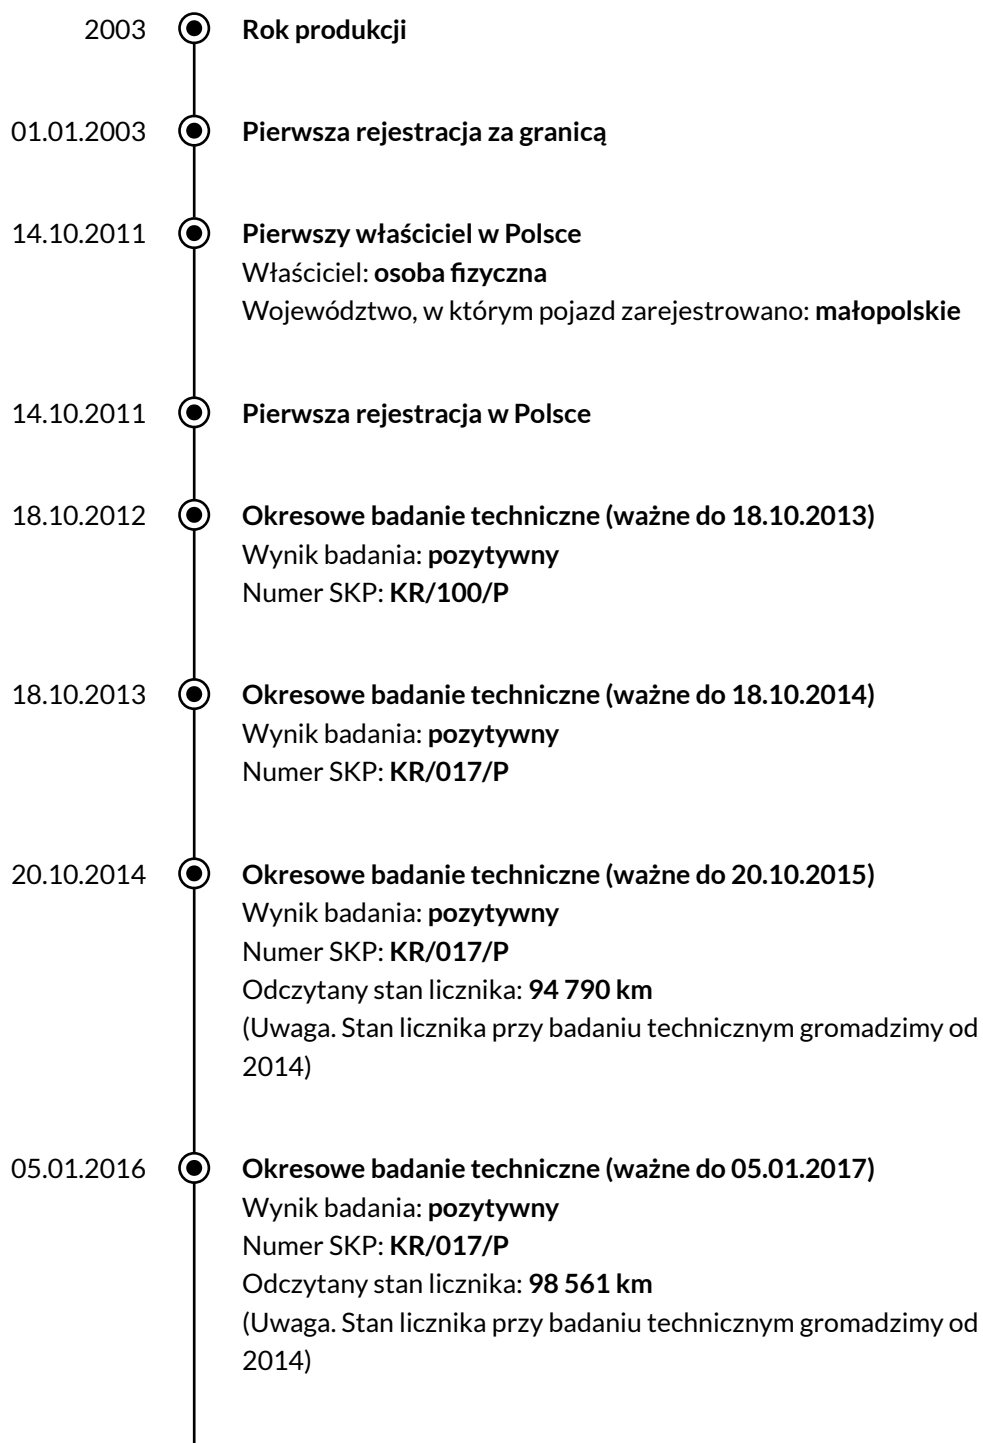 2003 Rok produkcji
01.01.2003 Pierwsza rejestracja za granicą
14.10.2011 Pierwszy właściciel w Polsce
Właściciel: osoba fizyczna
Województwo, w którym pojazd zarejestrowano: małopolskie
14.10.2011 Pierwsza rejestracja w Polsce
18.10.2012 Okresowe badanie techniczne (ważne do 18.10.2013)
Wynik badania: pozytywny
Numer SKP: KR/100/P
18.10.2013 Okresowe badanie techniczne (ważne do 18.10.2014)
Wynik badania: pozytywny
Numer SKP: KR/017/P
20.10.2014 Okresowe badanie techniczne (ważne do 20.10.2015)
Wynik badania: pozytywny
Numer SKP: KR/017/P
Odczytany stan licznika: 94 790 km
(Uwaga. Stan licznika przy badaniu technicznym gromadzimy od
2014)
05.01.2016 Okresowe badanie techniczne (ważne do 05.01.2017)
Wynik badania: pozytywny
Numer SKP: KR/017/P
Odczytany stan licznika: 98 561 km
(Uwaga. Stan licznika przy badaniu technicznym gromadzimy od
2014)